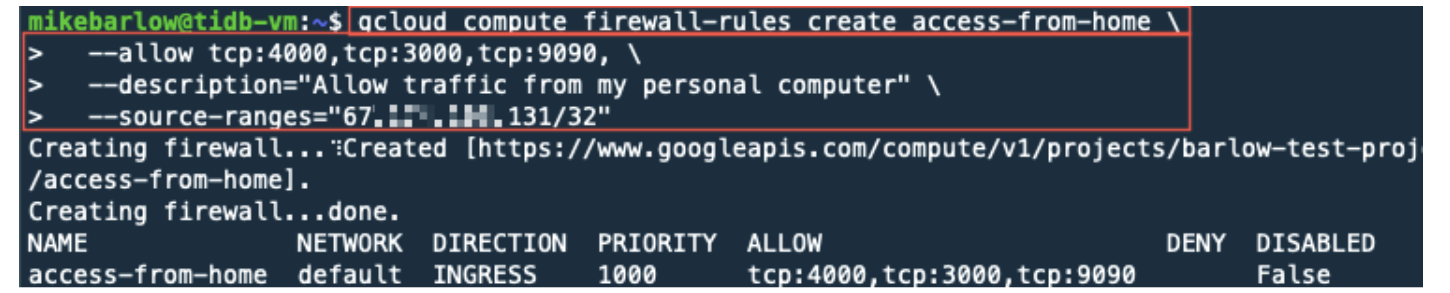 mikebarlow@tidb-vm:~$ gcloud compute firewall-rules create access-from-home \
>   --allow tcp:4000,tcp:3000,tcp:9090, \
>   --description="Allow traffic from my personal computer" \
>   --source-ranges="67. . .131/32"
Creating firewall...⠹Created [https://www.googleapis.com/compute/v1/projects/barlow-test-proj
/access-from-home].
Creating firewall...done.
NAME              NETWORK  DIRECTION  PRIORITY  ALLOW                       DENY  DISABLED
access-from-home  default  INGRESS    1000      tcp:4000,tcp:3000,tcp:9090        False